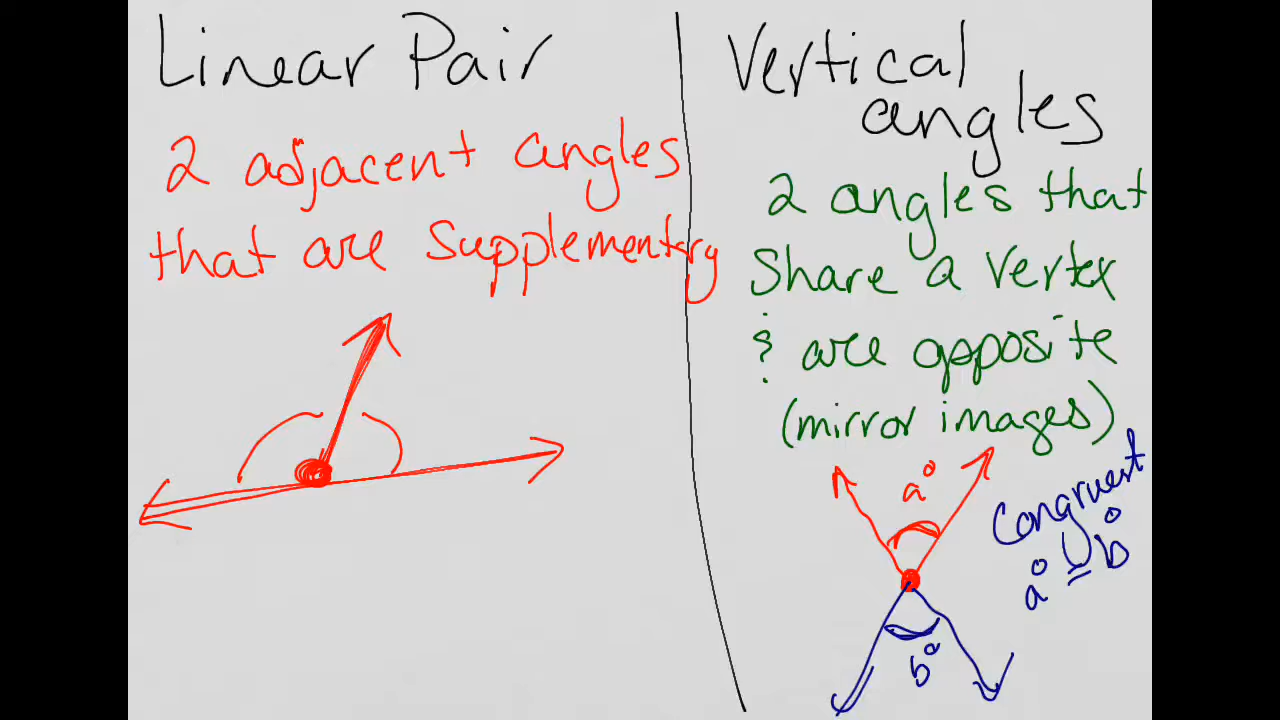 Linear Pair
2 adjacent angles
that are supplementary
Vertical
angles
2 angles that
share a vertex
& are opposite
(mirror images)
a°
congruent
a° ≅ b°
b°